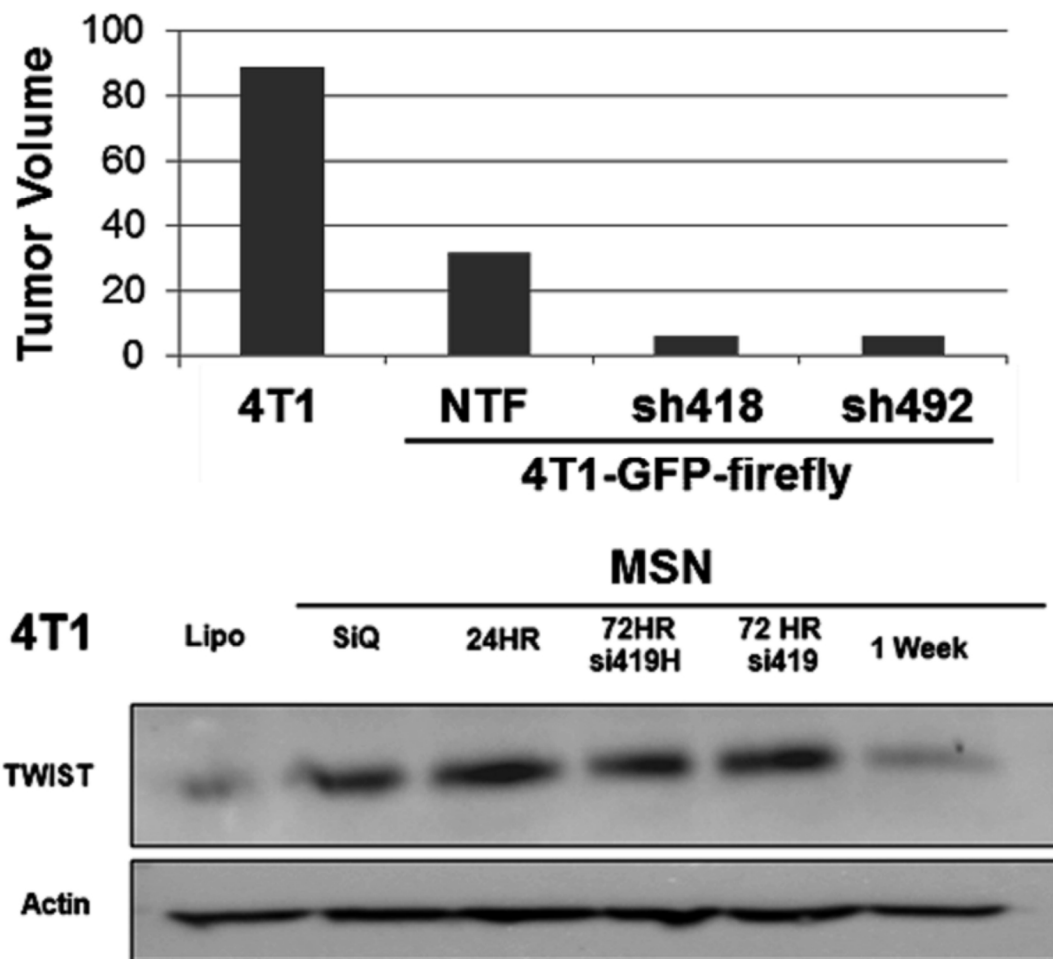 100
80
60
40
20
0
Tumor Volume
4T1 NTF sh418 sh492
4T1-GFP-firefly
MSN
4T1 Lipo SiQ 24HR 72HR si419H 72 HR si419 1 Week
TWIST
Actin